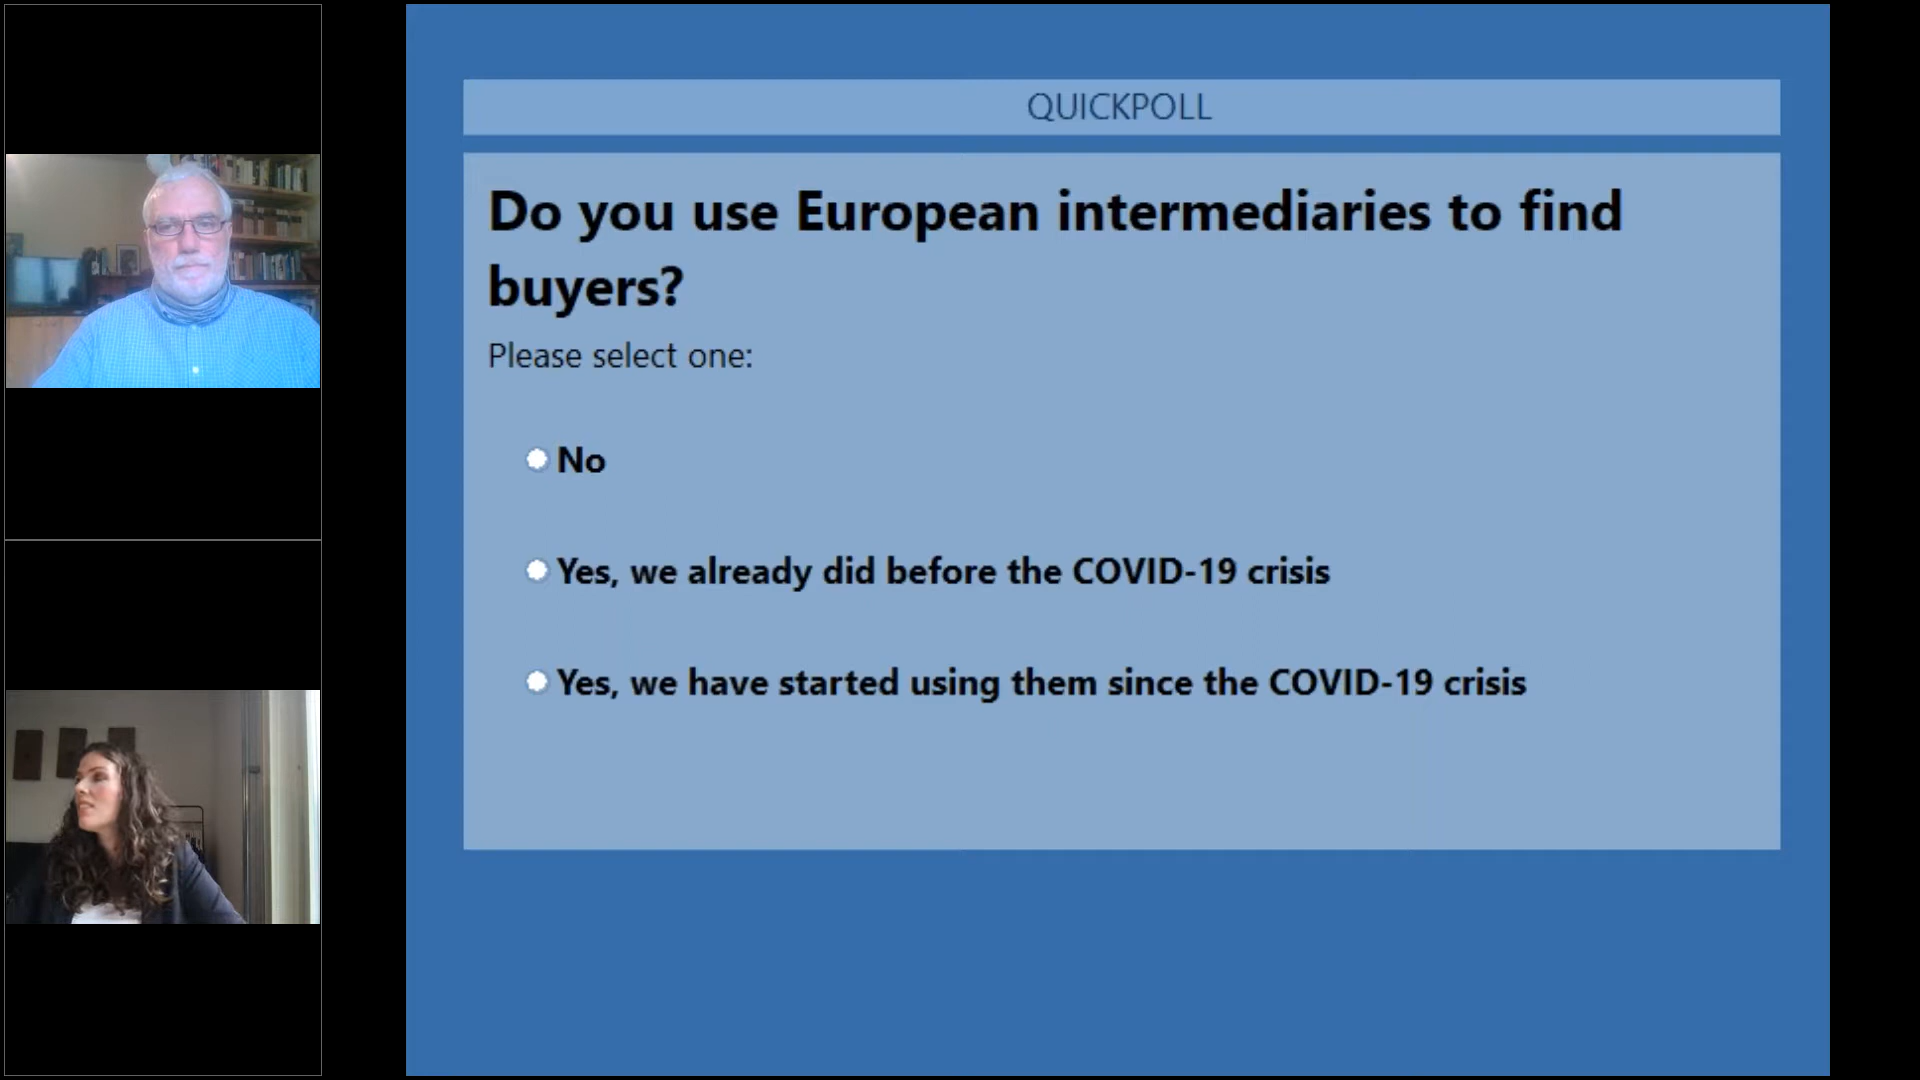 QUICKPOLL
Do you use European intermediaries to find
buyers?
Please select one:
No
Yes, we already did before the COVID-19 crisis
Yes, we have started using them since the COVID-19 crisis